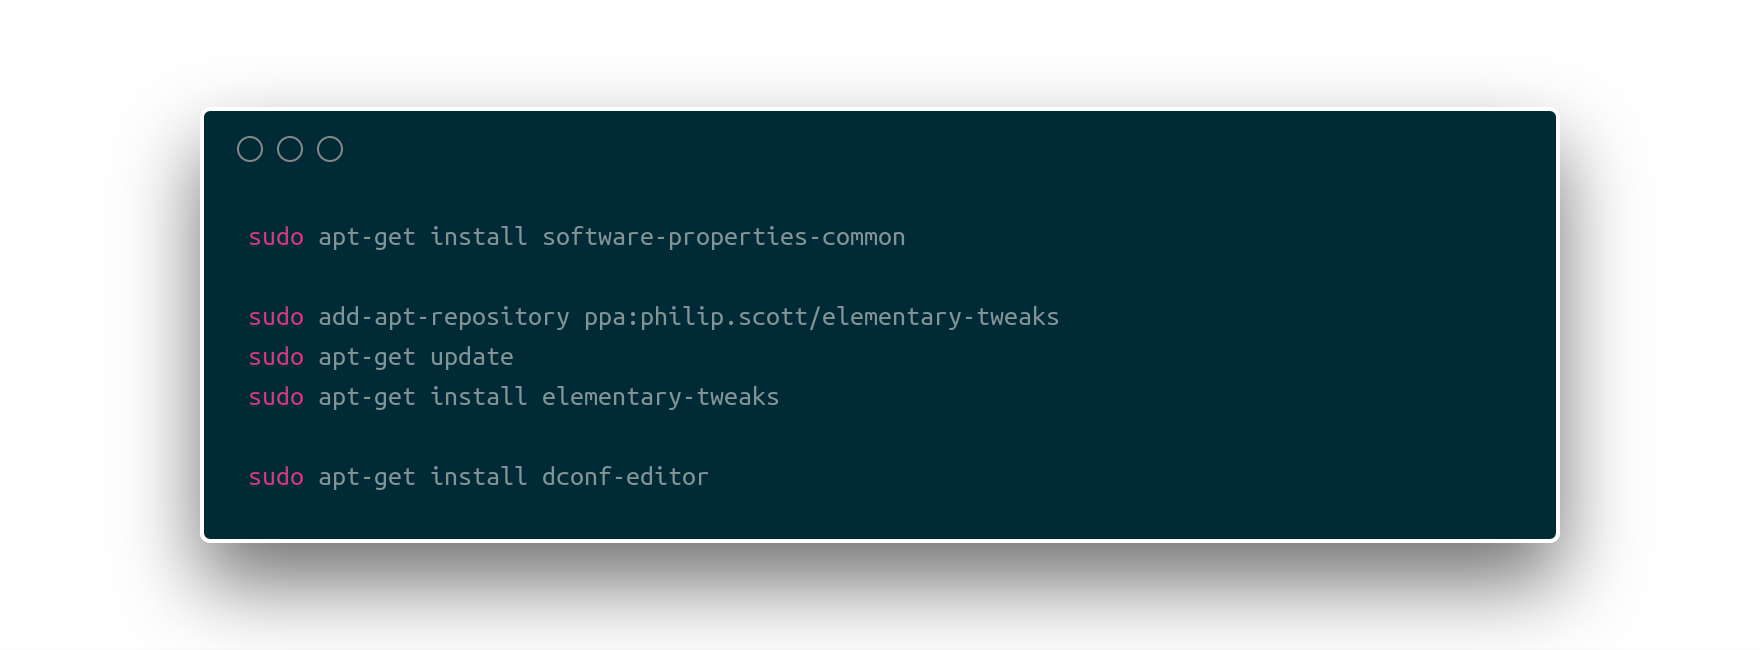 sudo apt-get install software-properties-common
sudo add-apt-repository ppa:philip.scott/elementary-tweaks
sudo apt-get update
sudo apt-get install elementary-tweaks
sudo apt-get install dconf-editor